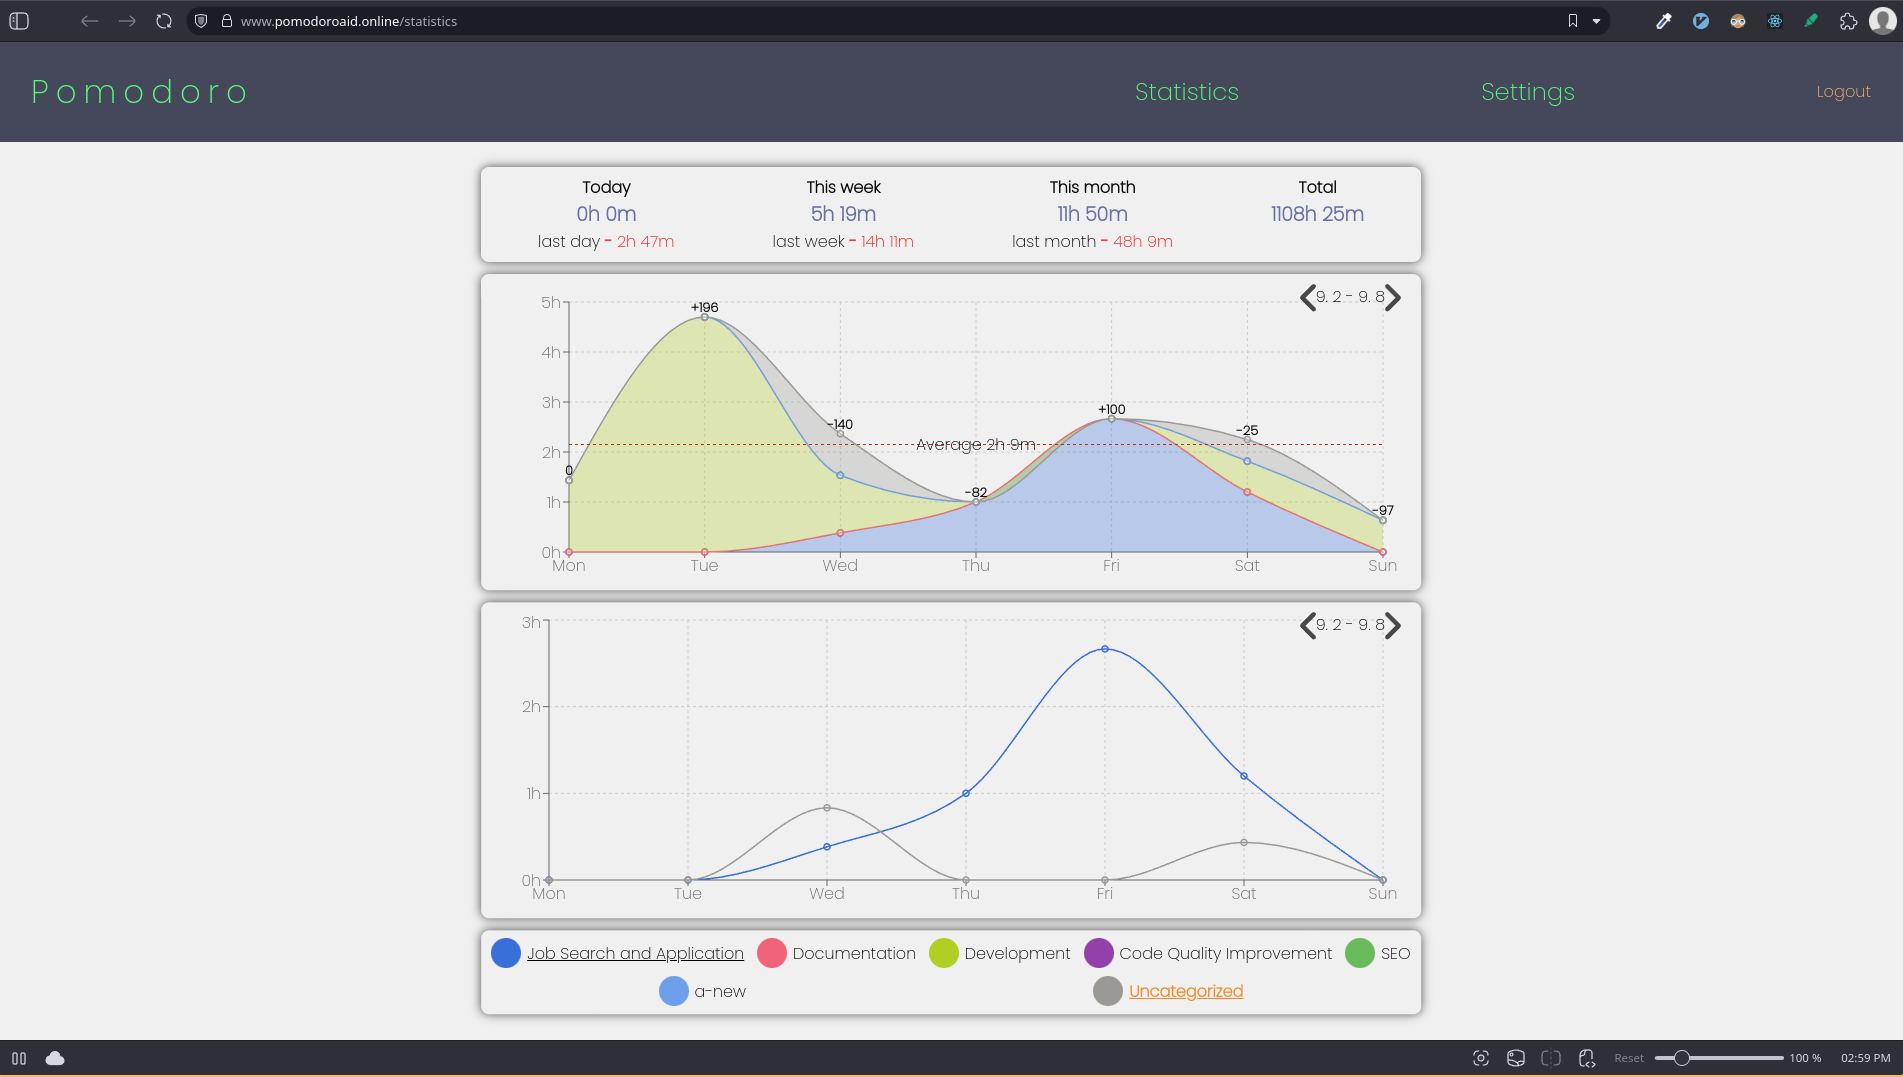 www.pomodoroaid.online/statistics
Pomodoro
Statistics
Settings
Logout
Today
0h 0m
last day - 2h 47m
This week
5h 19m
last week - 14h 11m
This month
11h 50m
last month - 48h 9m
Total
1108h 25m
9. 2 - 9. 8
5h
4h
3h
2h
1h
0h
0
+196
-140
-82
+100
-25
-97
Average 2h 9m
Mon Tue Wed Thu Fri Sat Sun
9. 2 - 9. 8
3h
2h
1h
0h
Mon Tue Wed Thu Fri Sat Sun
Job Search and Application Documentation Development Code Quality Improvement SEO
a-new Uncategorized
Reset 100 % 02:59 PM